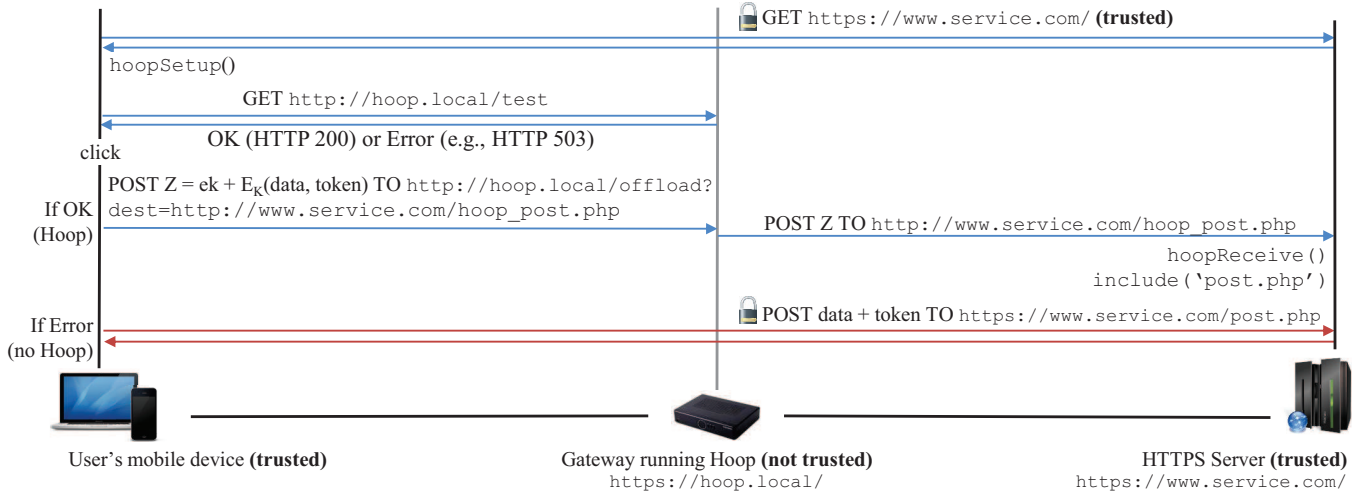 GET https://www.service.com/ (trusted)
hoopSetup()
GET http://hoop.local/test
OK (HTTP 200) or Error (e.g., HTTP 503)
click
POST Z = ek + E_K(data, token) TO http://hoop.local/offload?
dest=http://www.service.com/hoop_post.php
If OK
(Hoop)
POST Z TO http://www.service.com/hoop_post.php
hoopReceive()
include(‘post.php’)
If Error
(no Hoop)
POST data + token TO https://www.service.com/post.php
User’s mobile device (trusted)
Gateway running Hoop (not trusted)
https://hoop.local/
HTTPS Server (trusted)
https://www.service.com/